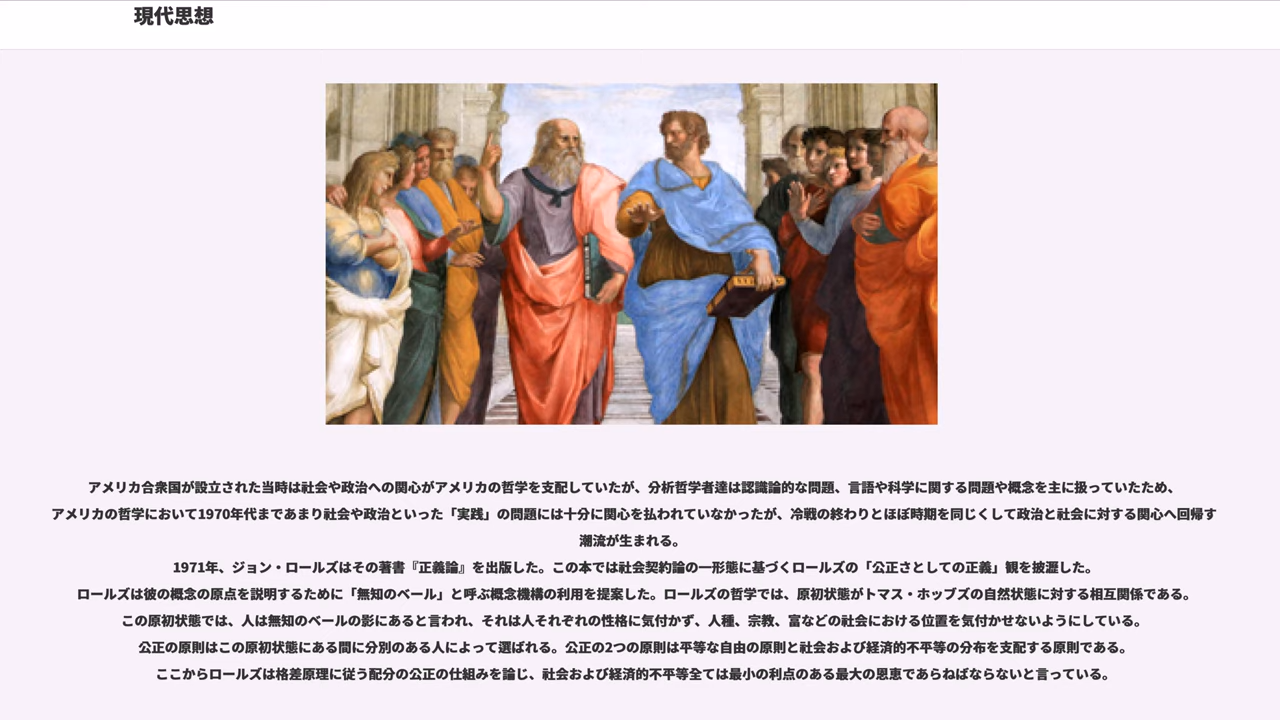 現代思想
アメリカ合衆国が設立された当時は社会や政治への関心がアメリカの哲学を支配していたが、分析哲学者達は認識論的な問題、言語や科学に関する問題や概念を主に扱っていたため、
アメリカの哲学において1970年代まであまり社会や政治といった「実践」の問題には十分に関心を払われていなかったが、冷戦の終わりとほぼ時期を同じくして政治と社会に対する関心へ回帰す
潮流が生まれる。
1971年、ジョン・ロールズはその著書『正義論』を出版した。この本では社会契約論の一形態に基づくロールズの「公正さとしての正義」観を披瀝した。
ロールズは彼の概念の原点を説明するために「無知のベール」と呼ぶ概念機構の利用を提案した。ロールズの哲学では、原初状態がトマス・ホッブズの自然状態に対する相互関係である。
この原初状態では、人は無知のベールの影にあると言われ、それは人それぞれの性格に気付かず、人種、宗教、富などの社会における位置を気付かせないようにしている。
公正の原則はこの原初状態にある間に分別のある人によって選ばれる。公正の2つの原則は平等な自由の原則と社会および経済的不平等の分布を支配する原則である。
ここからロールズは格差原理に従う配分の公正の仕組みを論じ、社会および経済的不平等全ては最小の利点のある最大の恩恵であらねばならないと言っている。